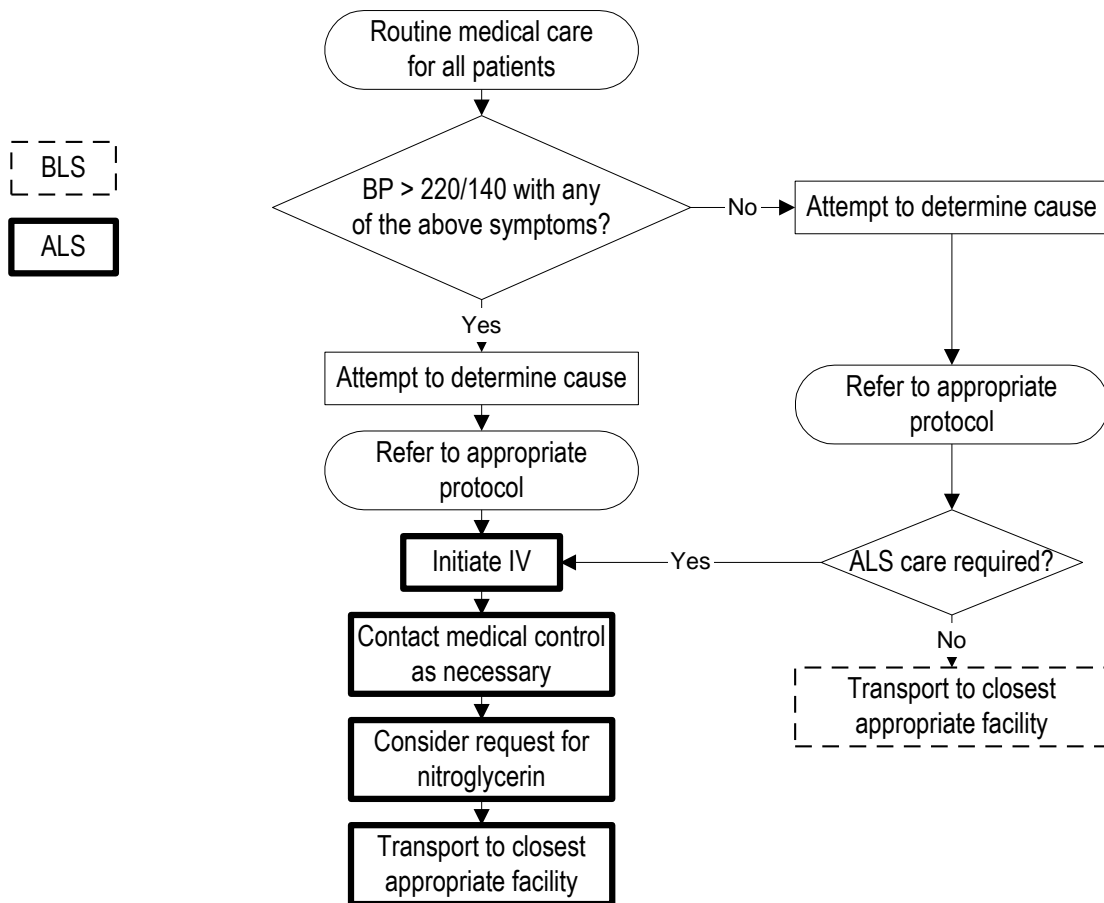 Routine medical care
for all patients
BLS
ALS
BP > 220/140 with any
of the above symptoms?
No
Attempt to determine cause
Yes
Attempt to determine cause
Refer to appropriate
protocol
Refer to appropriate
protocol
Initiate IV
Yes
ALS care required?
Contact medical control
as necessary
No
Transport to closest
appropriate facility
Consider request for
nitroglycerin
Transport to closest
appropriate facility